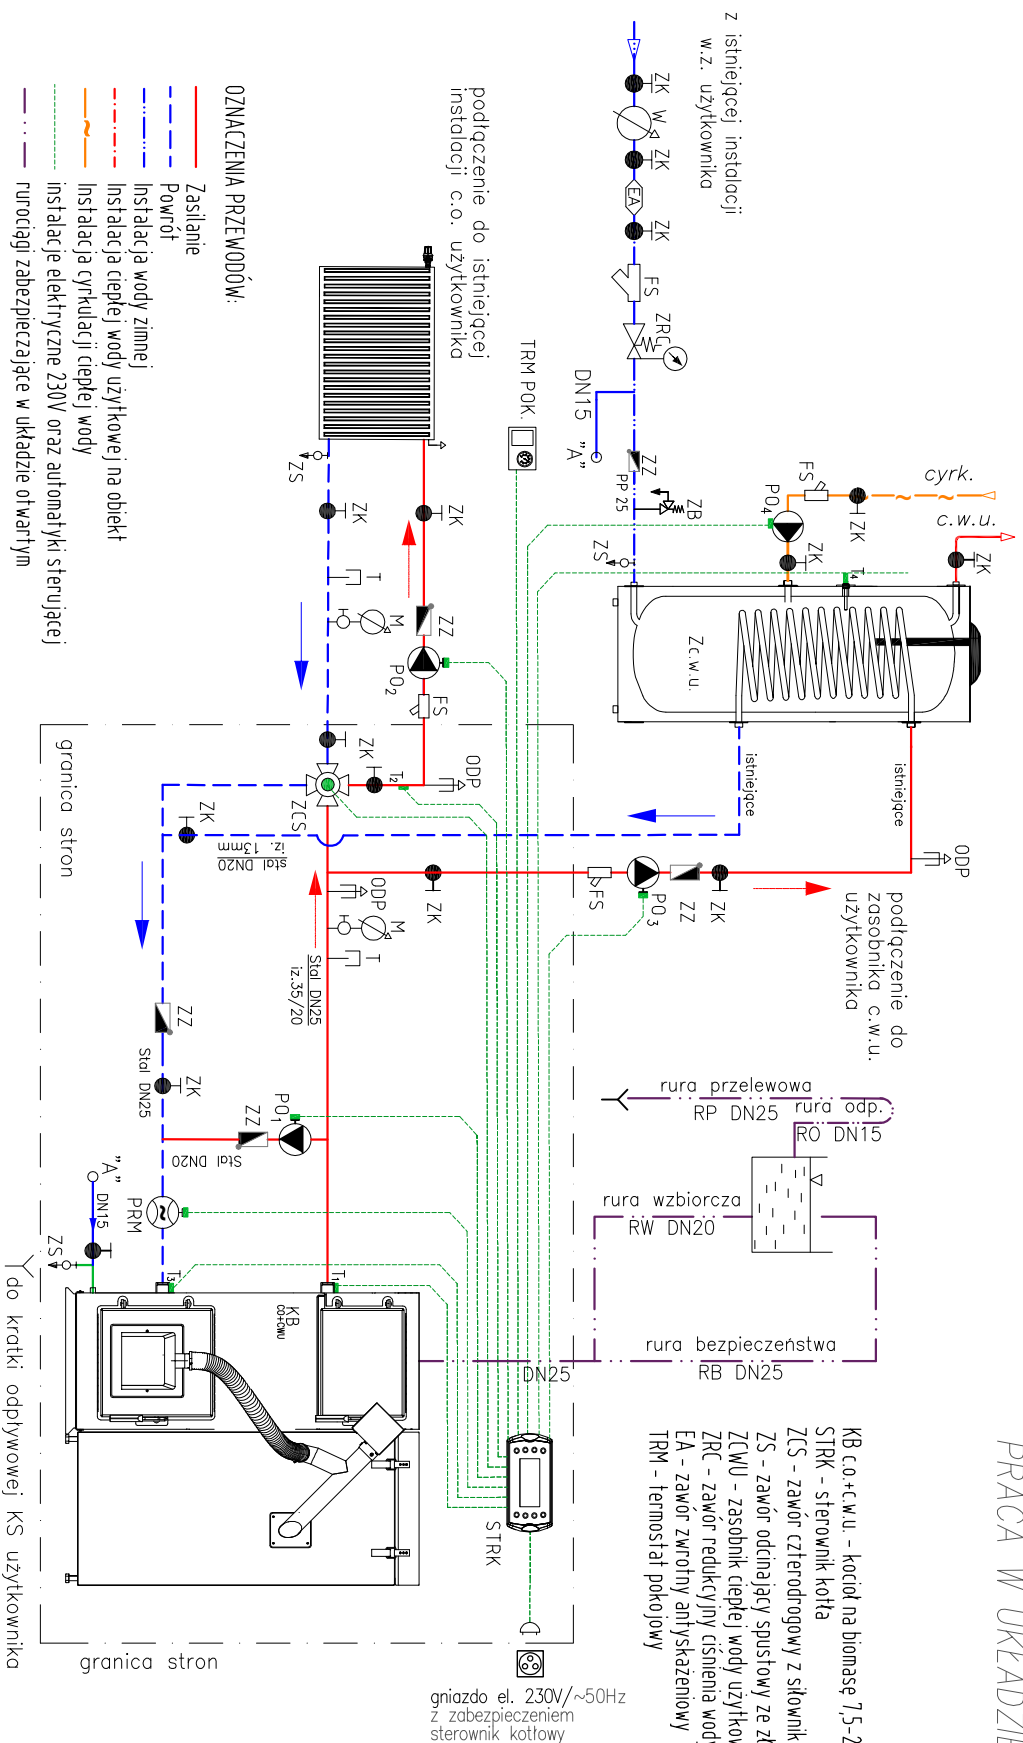 PRACA W UKŁADZIE
z istniejącej instalacji
w.z. użytkownika
ZK
W
ZK
EA
ZK
FS
ZRC
DN15
"A"
ZZ
PP 25
ZB
ZS
cyrk.
c.w.u.
FS
PO4
ZK
ZK
ZK
T4
Zc.w.u.
istniejące
istniejące
ODP
podłączenie do
zasobnika c.w.u.
użytkownika
podłączenie do istniejącej
instalacji c.o. użytkownika
TRM POK.
ZS
ZK
ZK
T
M
ZZ
PO2
FS
ODP
T2
ZK
ZK
ZCS
ZK
stal DN20
iz. 13mm
ZK
FS
PO3
ZZ
ZK
ODP
M
T
Stal DN25
iz.35/20
granica stron
ZZ
Stal DN25
ZK
PO1
ZZ
Stal DN20
"A"
DN15
PRM
ZS
T3
T1
KB
CO+CWU
rura przelewowa
RP DN25
rura odp.
RO DN15
rura wzbiorcza
RW DN20
rura bezpieczeństwa
RB DN25
DN25
STRK
do kratki odpływowej KS użytkownika
granica stron
gniazdo el. 230V/~50Hz
z zabezpieczeniem
sterownik kotłowy
OZNACZENIA PRZEWODÓW:
Zasilanie
Powrót
Instalacja wody zimnej
Instalacja ciepłej wody użytkowej na obiekt
Instalacja cyrkulacji ciepłej wody
instalacje elektryczne 230V oraz automatyki sterującej
rurociągi zabezpieczające w układzie otwartym
KB c.o.+c.w.u. - kocioł na biomasę 7,5-2
STRK - sterownik kotła
ZCS - zawór czterodrogowy z siłownik
ZS - zawór odcinający spustowy ze zł
ZCWU - zasobnik ciepłej wody użytkow
ZRC - zawór redukcyjny ciśnienia wody
EA - zawór zwrotny antyskażeniowy
TRM - termostat pokojowy